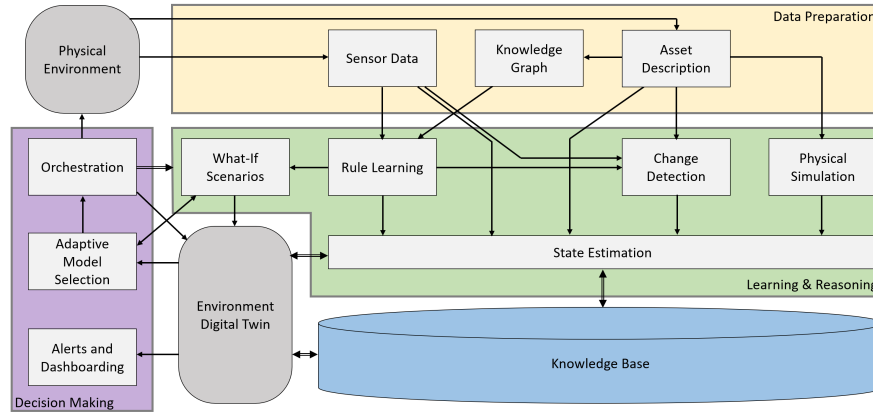 Data Preparation
Physical
Environment
Sensor Data
Knowledge
Graph
Asset
Description
Orchestration
What-If
Scenarios
Rule Learning
Change
Detection
Physical
Simulation
Adaptive
Model
Selection
State Estimation
Learning & Reasoning
Environment
Digital Twin
Alerts and
Dashboarding
Knowledge Base
Decision Making